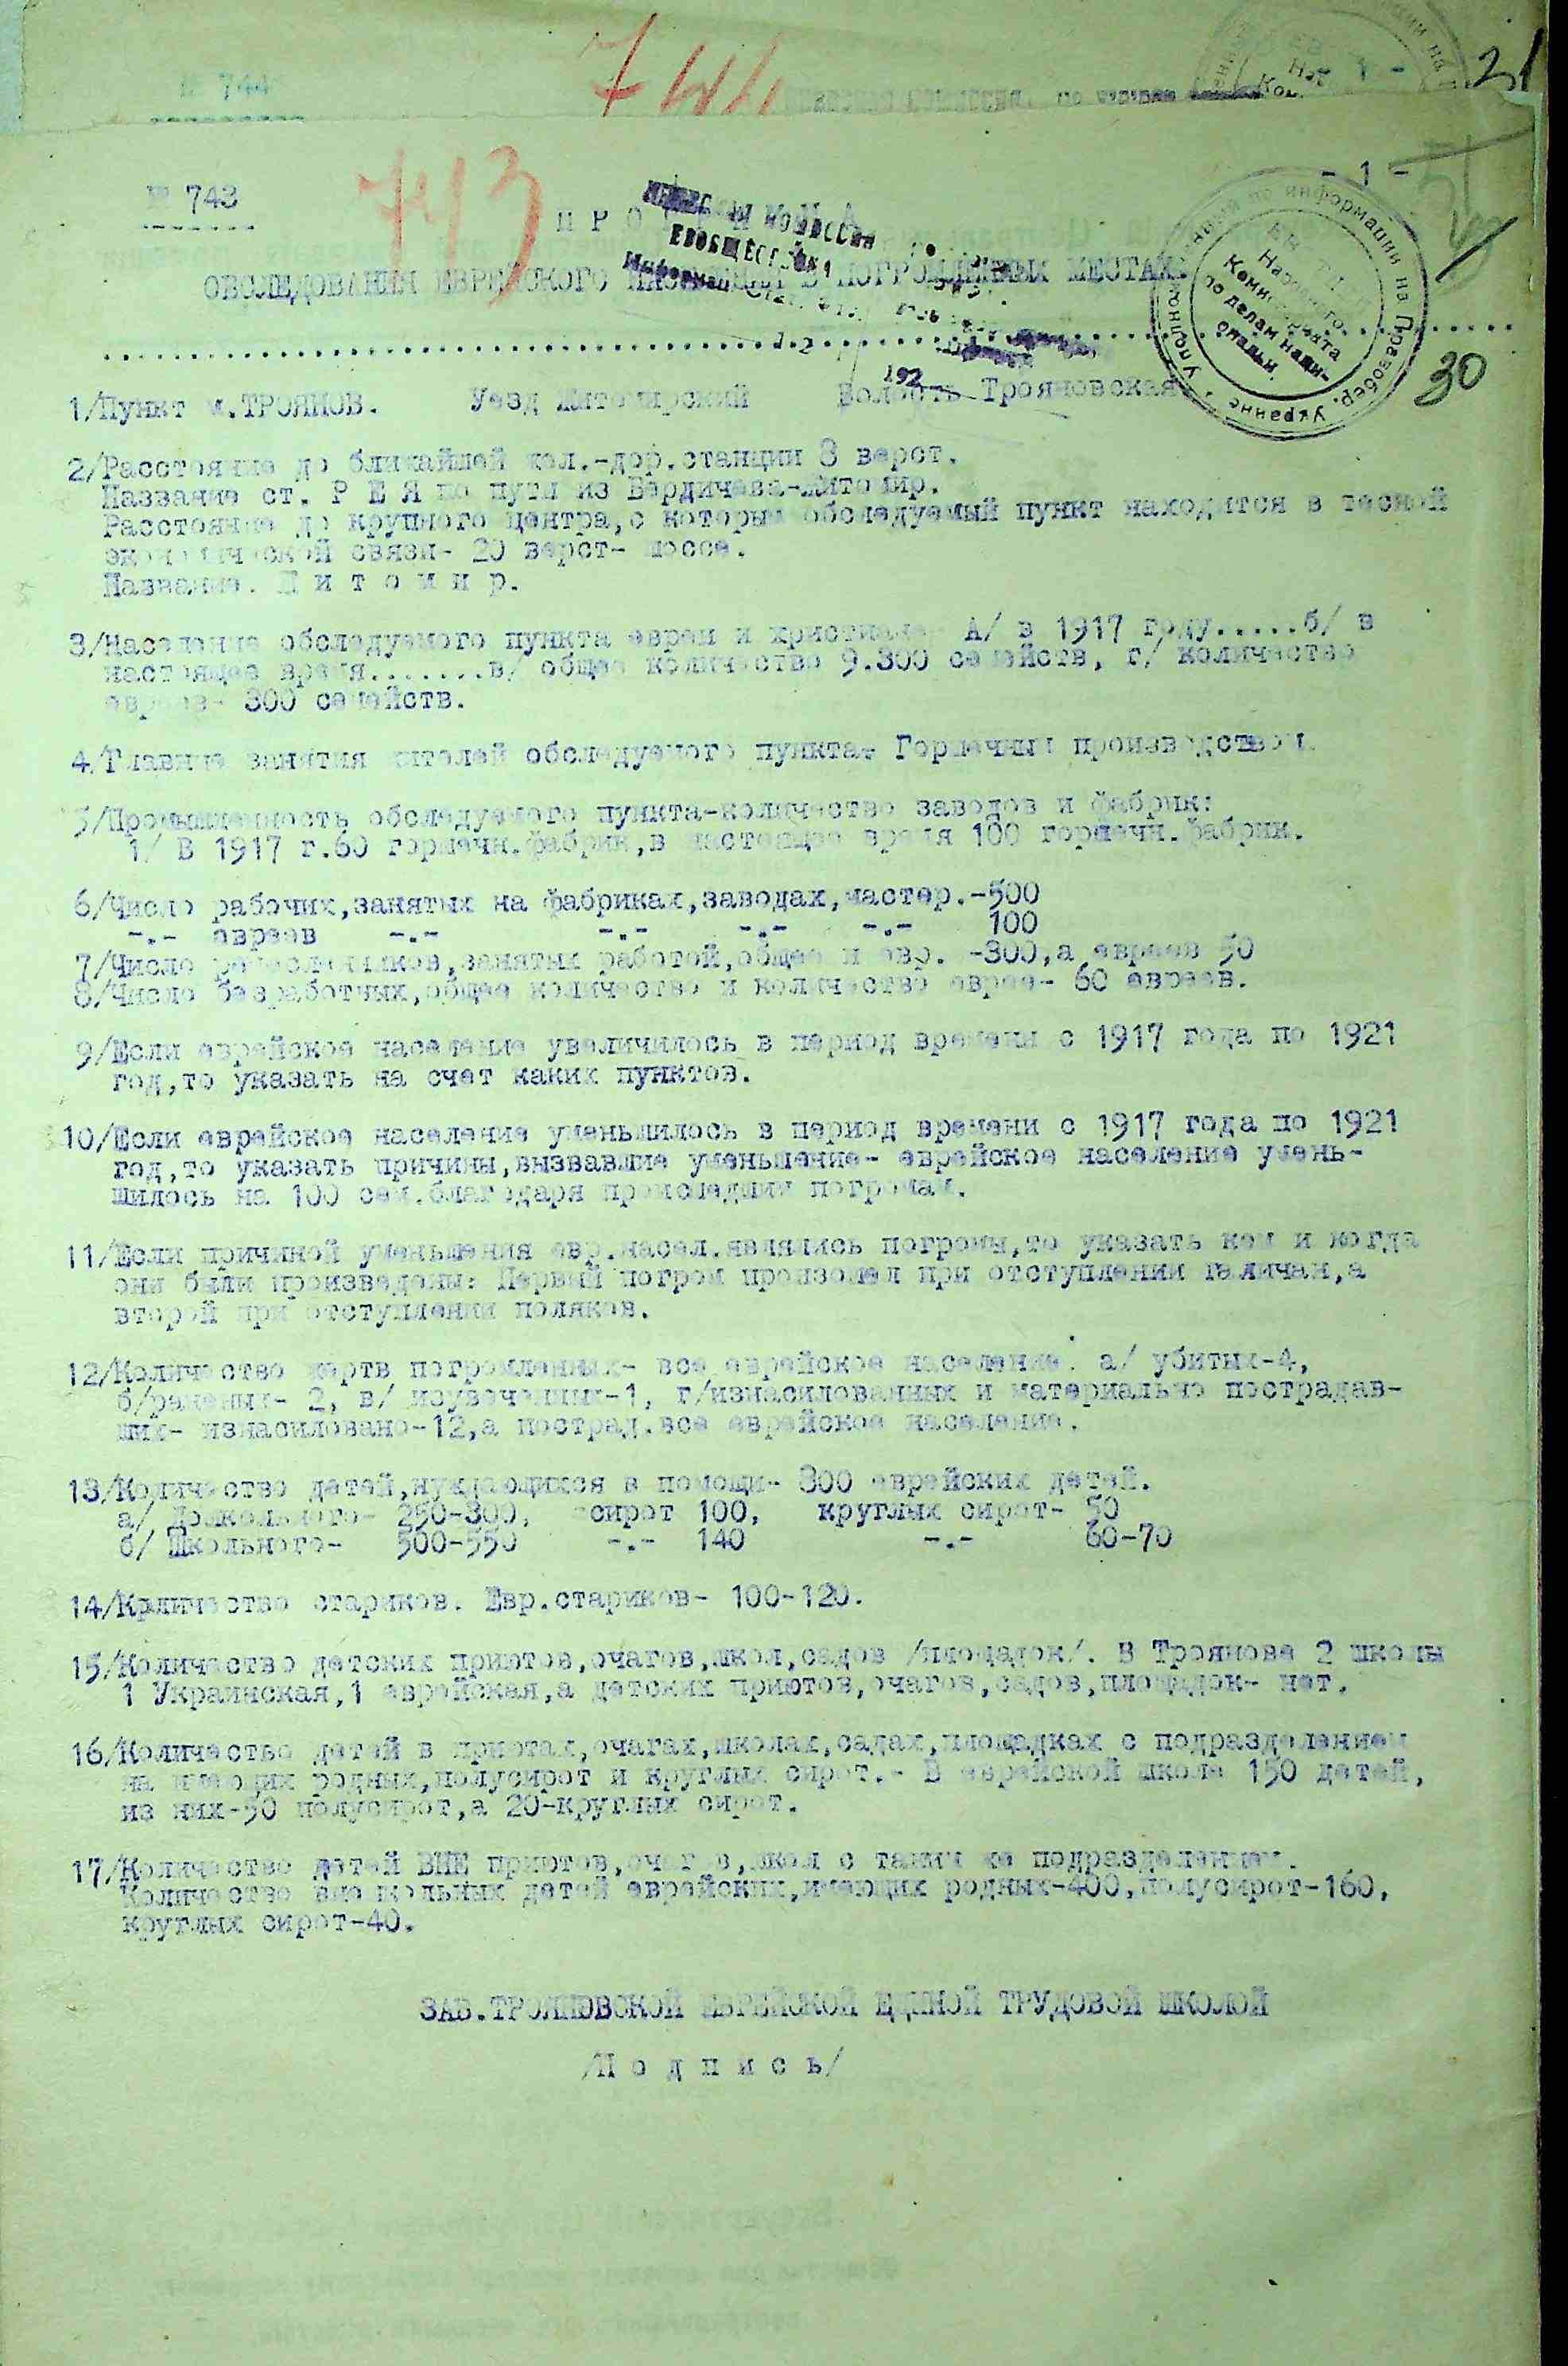 № 744
744
- 1 -
31
№ 743
743
- 1 -
ПРО
ОБСЛЕДОВАНИЯ ЕВРЕЙСКОГО НАСЕЛЕНИЯ В ПОГРОМЛЕННЫХ МЕСТАХ.
192
30
1/Пункт м.ТРОЯНОВ. Уезд Житомирский Волость Трояновская
2/Расстояние до ближайшей жел.-дор.станции 8 верст.
Название ст. Р Е Я по пути из Бердичева-Житомир.
Расстояние до крупного центра,с которым обследуемый пункт находится в тесной
экономической связи- 20 верст- шоссе.
Название. Ж и т о м и р.
3/Население обследуемого пункта евреи и христиане А/ в 1917 году.....б/ в
настоящее время.......в/ общее количество 9.300 семейств, г/ количество
евреев- 300 семейств.
4/Главные занятия жителей обследуемого пункта- Горшечным производством.
5/Промышленность обследуемого пункта-количество заводов и фабрик:
1/ В 1917 г.60 горшечн.фабрик,в настоящее время 100 горшечн.фабрик.
6/Число рабочих,занятых на фабриках,заводах,мастер.-500
-.- евреев -.- -.- -.- -.- 100
7/Число ремесленников,занятых работой,общее и евр. -300,а евреев 50
8/Число безработных,общее количество и количество евреев- 60 евреев.
9/Если еврейское население увеличилось в период времени с 1917 года по 1921
год,то указать на счет каких пунктов.
10/Если еврейское население уменьшилось в период времени с 1917 года по 1921
год,то указать причины,вызвавшие уменьшение- еврейское население умень-
шилось на 100 сем.благодаря происшедшим погромам.
11/Если причиной уменьшения евр.насел.являлись погромы,то указать кем и когда
они были произведены: Первый погром произошел при отступлении галичан,а
второй при отступлении поляков.
12/Количество жертв погромленных- все еврейское население. а/ убитых-4,
б/раненых- 2, в/ изувеченных-1, г/изнасилованных и материально пострадав-
ших- изнасиловано-12,а пострад.все еврейское население.
13/Количество детей,нуждающихся в помощи- 800 еврейских детей.
а/ Дошкольного- 250-300, сирот 100, круглых сирот- 50
б/ Школьного- 500-550 -.- 140 -.- 60-70
14/Количество стариков. Евр.стариков- 100-120.
15/Количество детских приютов,очагов,школ,садов /площадок/. В Троянове 2 школы
1 Украинская,1 еврейская,а детских приютов,очагов,садов,площадок- нет.
16/Количество детей в приютах,очагах,школах,садах,площадках с подразделением
на имеющих родных,полусирот и круглых сирот.- В еврейской школе 150 детей,
из них-50 полусирот,а 20-круглых сирот.
17/Количество детей ВНЕ приютов,очагов,школ с таким же подразделением.
Количество внешкольных детей еврейских,имеющих родных-400,полусирот-160,
круглых сирот-40.
ЗАВ.ТРОЯНОВСКОЙ ЕВРЕЙСКОЙ ЕДИНОЙ ТРУДОВОЙ ШКОЛОЙ
/П о д п и с ь/